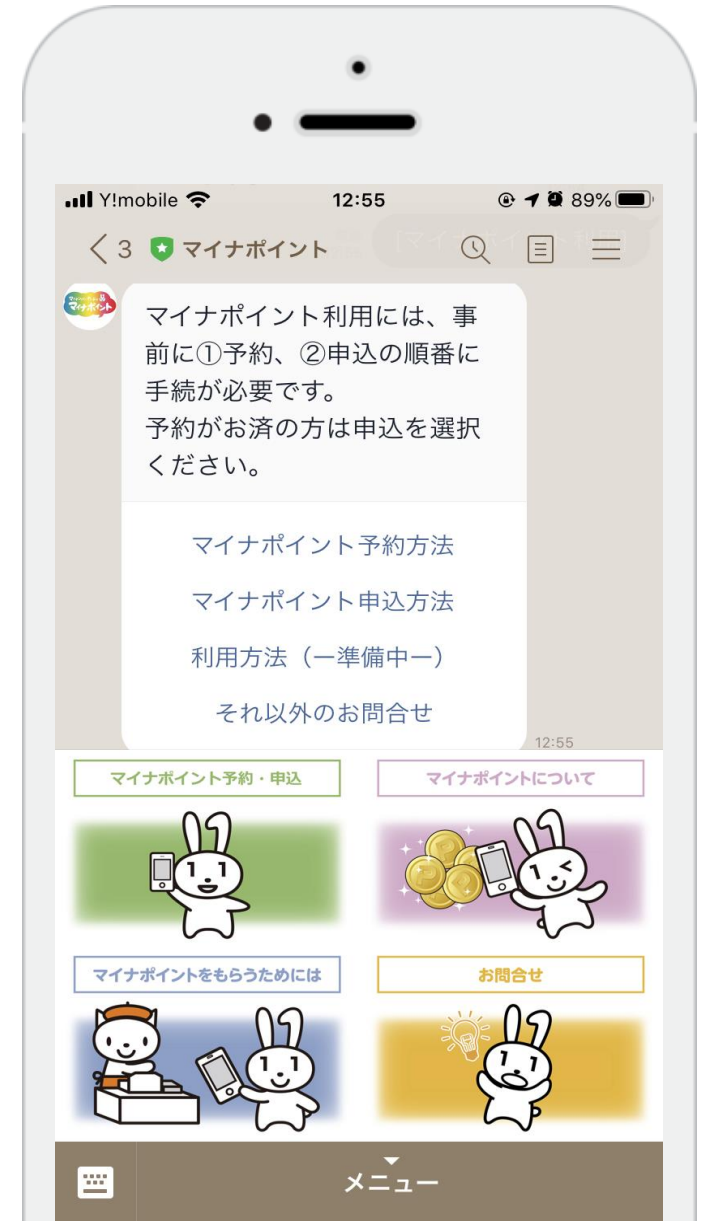 Y!mobile 12:55 89%
3 マイナポイント
マイナポイント
マイナポイント利用には、事
前に①予約、②申込の順番に
手続が必要です。
予約がお済の方は申込を選択
ください。
マイナポイント予約方法
マイナポイント申込方法
利用方法（ー準備中ー）
それ以外のお問合せ
12:55
マイナポイント予約・申込
マイナポイントについて
マイナポイントをもらうためには
お問合せ
メニュー